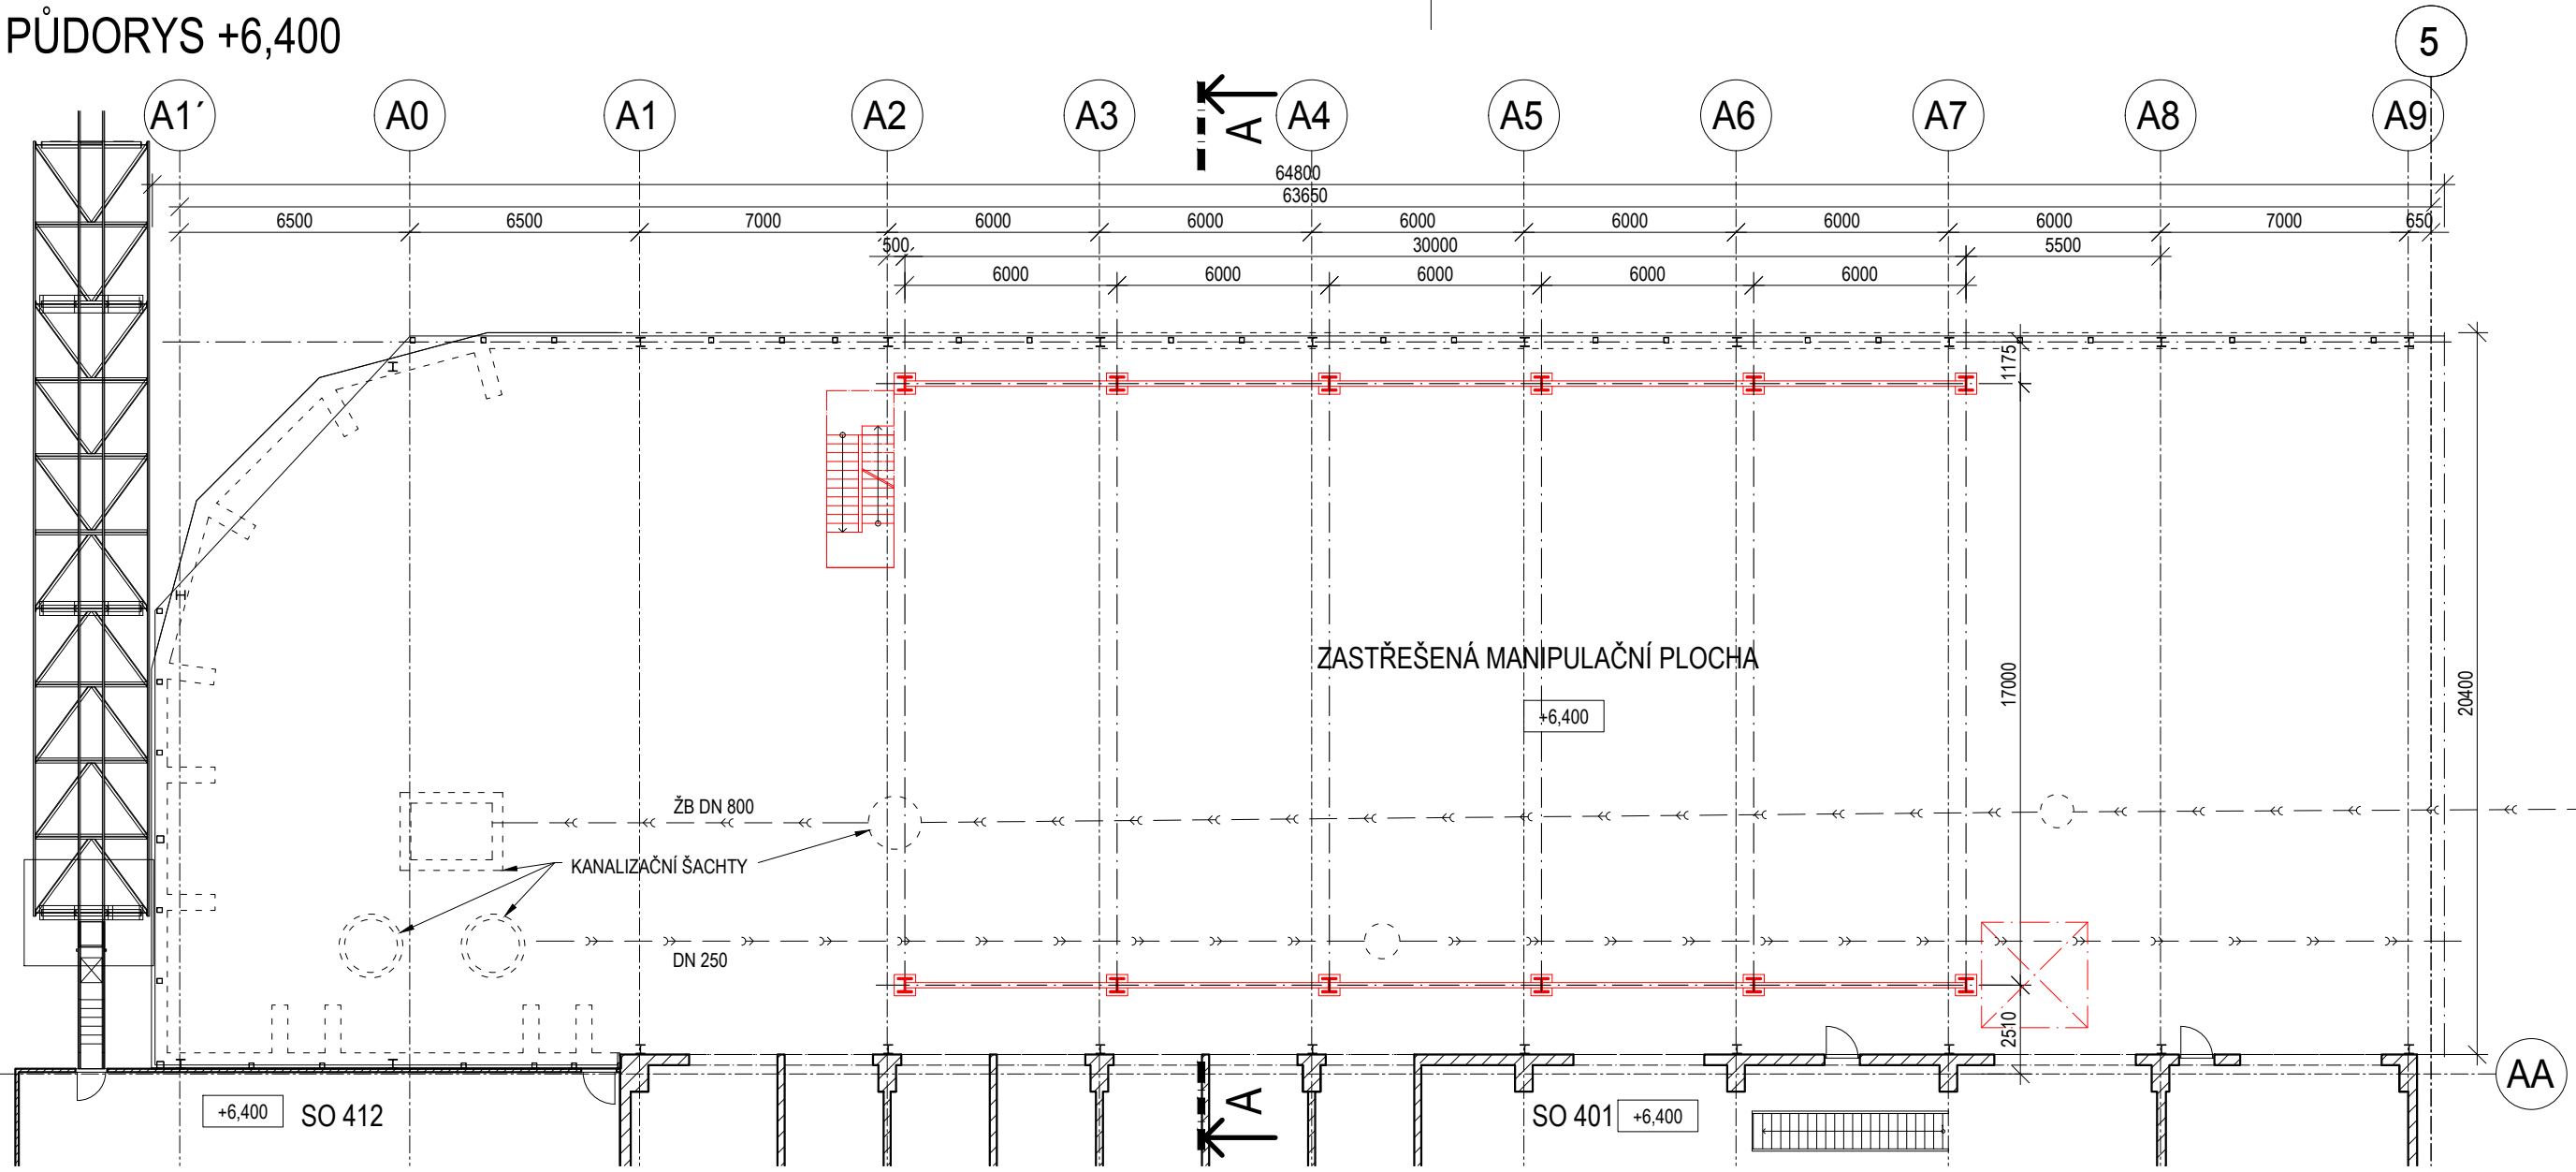 PŮDORYS +6,400
5
A1´ A0 A1 A2 A3 A A4 A5 A6 A7 A8 A9
64800
63650
6500 6500 7000 6000 6000 6000 6000 6000 6000 7000 650
500 30000 5500
6000 6000 6000 6000 6000
1175
ZASTŘEŠENÁ MANIPULAČNÍ PLOCHA
17000
20400
+6,400
ŽB DN 800
KANALIZAČNÍ ŠACHTY
DN 250
2510
AA
+6,400 SO 412
A
SO 401 +6,400